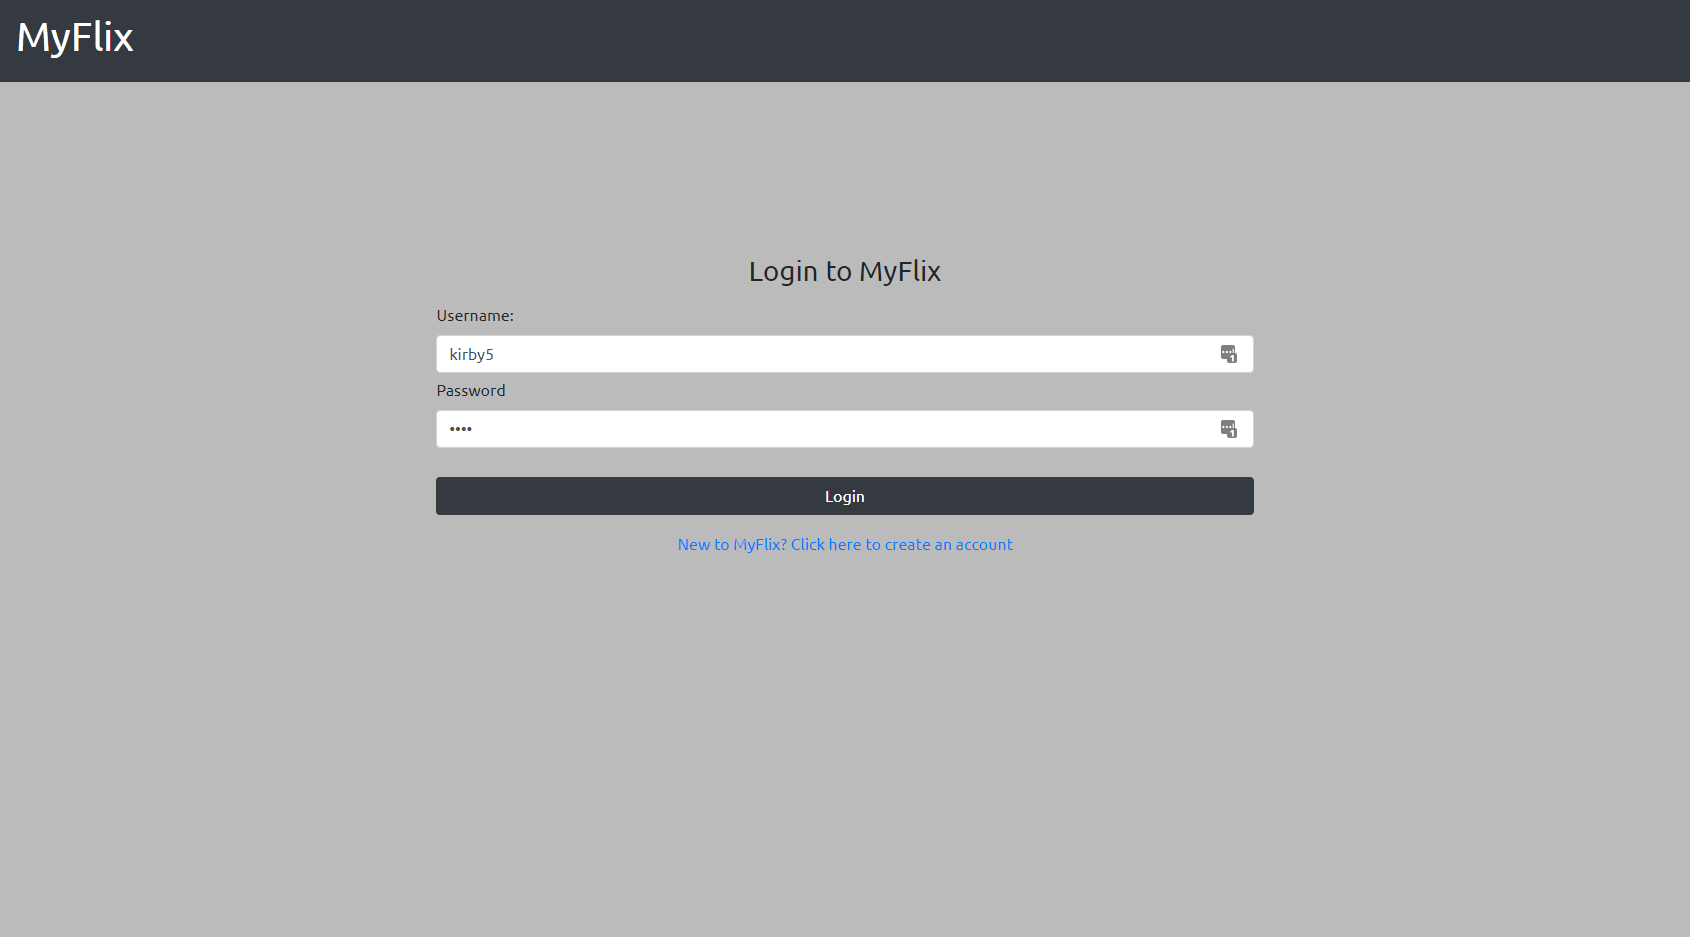 MyFlix
Login to MyFlix
Username:
kirby5
Password
••••
Login
New to MyFlix? Click here to create an account